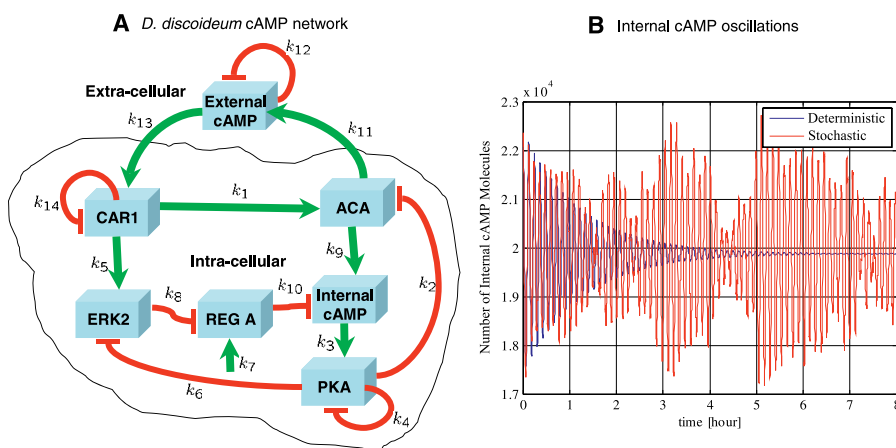 A D. discoideum cAMP network
k12
Extra-cellular
External
cAMP
k13
k11
k14
CAR1
k1
ACA
k5
Intra-cellular
k9
k2
k8
k10
ERK2
REG A
Internal
cAMP
k3
k7
k6
PKA
k4
B Internal cAMP oscillations
x 10^4
2.3
2.2
2.1
2
1.9
1.8
1.7
Number of Internal cAMP Molecules
Deterministic
Stochastic
0 1 2 3 4 5 6 7 8
time [hour]